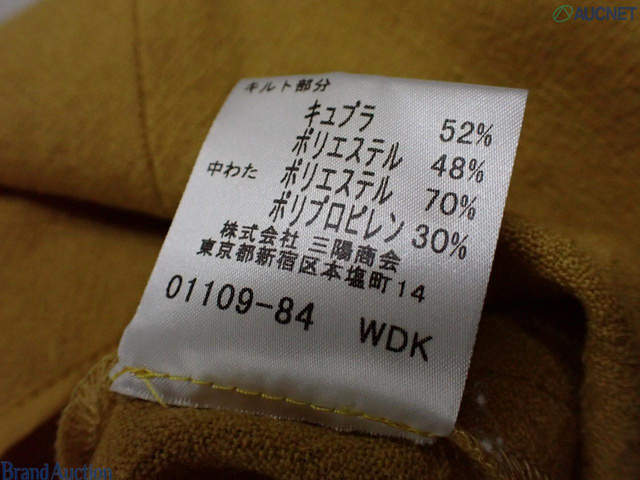 AUCNET
キルト部分
キュプラ 52%
ポリエステル 48%
中わた ポリエステル 70%
ポリプロピレン 30%
株式会社 三陽商会
東京都新宿区本塩町14
01109-84 WDK
Brand Auction